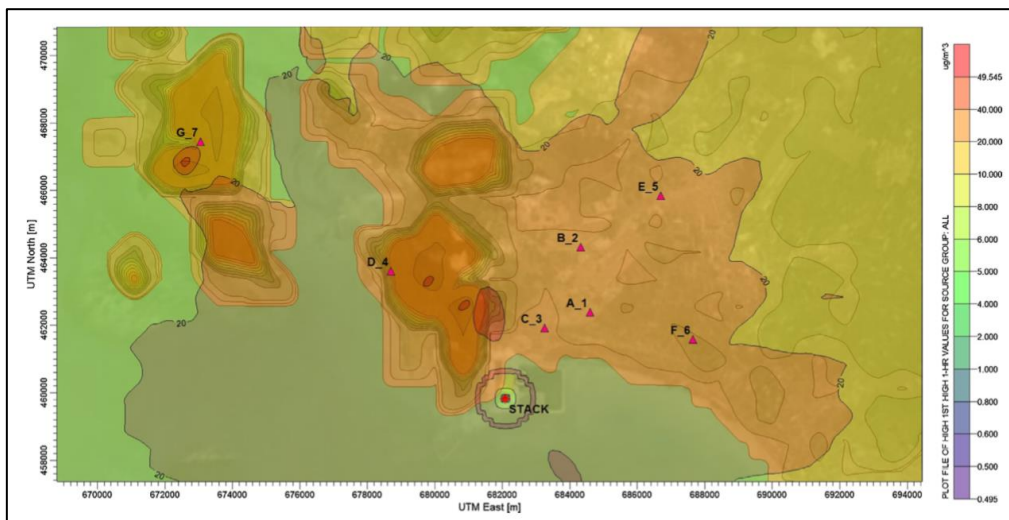 ug/m^3
49.545
40.000
20.000
10.000
8.000
6.000
5.000
4.000
2.000
1.000
0.800
0.600
0.500
0.495
PLOT FILE OF HIGH 1ST HIGH 1-HR VALUES FOR SOURCE GROUP: ALL
UTM North [m]
470000
468000
466000
464000
462000
460000
458000
20
20
20
20
20
20
20
20
G_7
E_5
B_2
D_4
A_1
C_3
F_6
STACK
670000 672000 674000 676000 678000 680000 682000 684000 686000 688000 690000 692000 694000
UTM East [m]